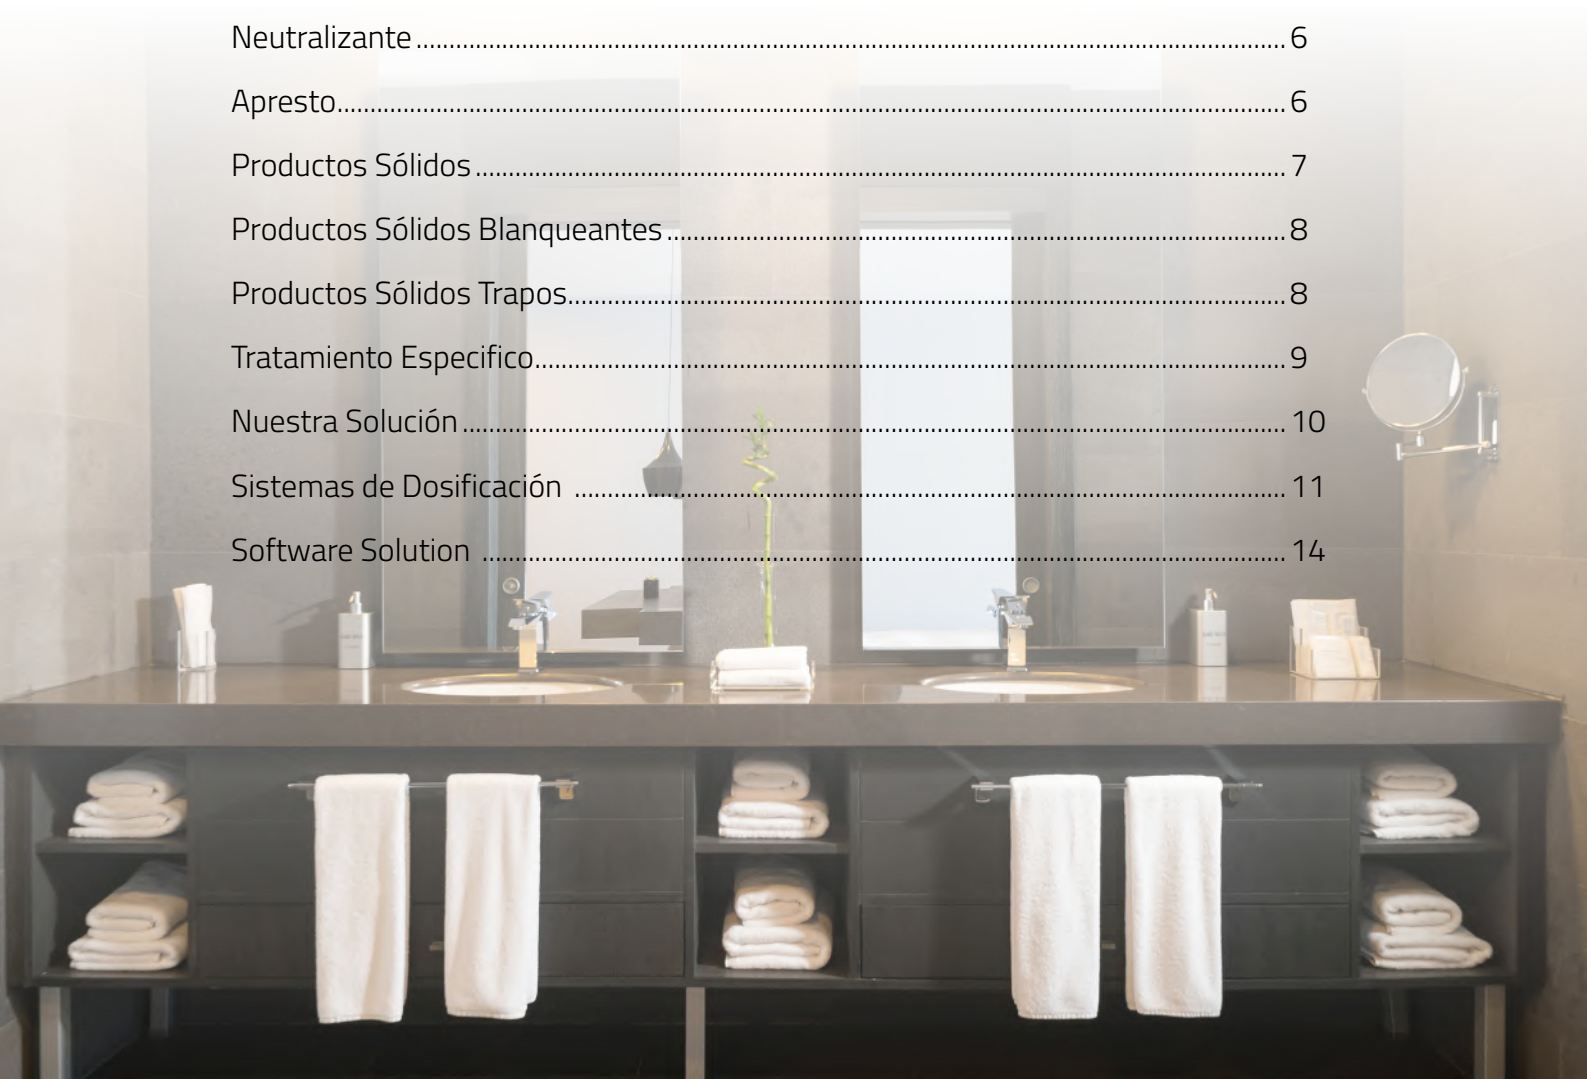 Neutralizante ........ 6
Apresto ........ 6
Productos Sólidos ........ 7
Productos Sólidos Blanqueantes ........ 8
Productos Sólidos Trapos ........ 8
Tratamiento Especifico ........ 9
Nuestra Solución ........ 10
Sistemas de Dosificación ........ 11
Software Solution ........ 14